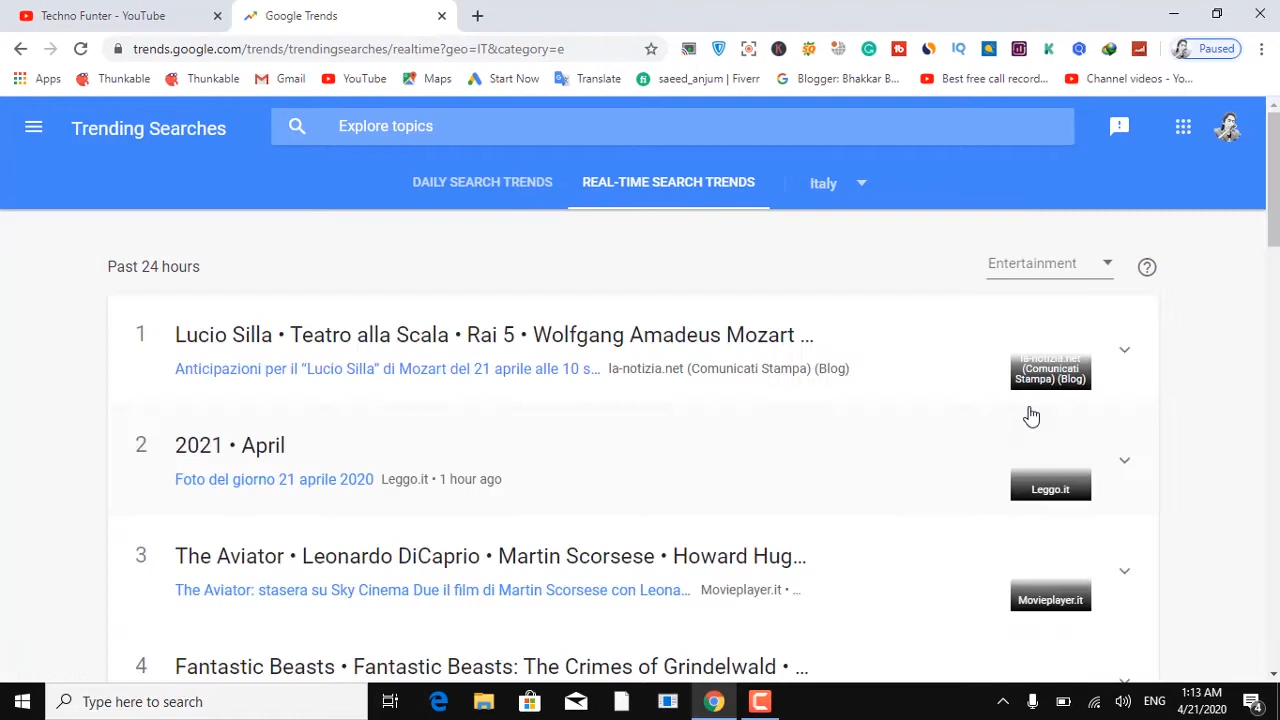 Techno Funter - YouTube
Google Trends
trends.google.com/trends/trendingsearches/realtime?geo=IT&category=e
Paused
Apps
Thunkable
Thunkable
Gmail
YouTube
Maps
Start Now
Translate
saeed_anjum | Fiverr
Blogger: Bhakkar B...
Best free call record...
Channel videos - Yo...
Trending Searches
Explore topics
DAILY SEARCH TRENDS
REAL-TIME SEARCH TRENDS
Italy
Past 24 hours
Entertainment
1
Lucio Silla • Teatro alla Scala • Rai 5 • Wolfgang Amadeus Mozart ...
Anticipazioni per il “Lucio Silla” di Mozart del 21 aprile alle 10 s... la-notizia.net (Comunicati Stampa) (Blog)
la-notizia.net
(Comunicati
Stampa) (Blog)
2
2021 • April
Foto del giorno 21 aprile 2020 Leggo.it • 1 hour ago
Leggo.it
3
The Aviator • Leonardo DiCaprio • Martin Scorsese • Howard Hug...
The Aviator: stasera su Sky Cinema Due il film di Martin Scorsese con Leona... Movieplayer.it • ...
Movieplayer.it
4
Fantastic Beasts • Fantastic Beasts: The Crimes of Grindelwald • ...
Type here to search
ENG
1:13 AM
4/21/2020
4